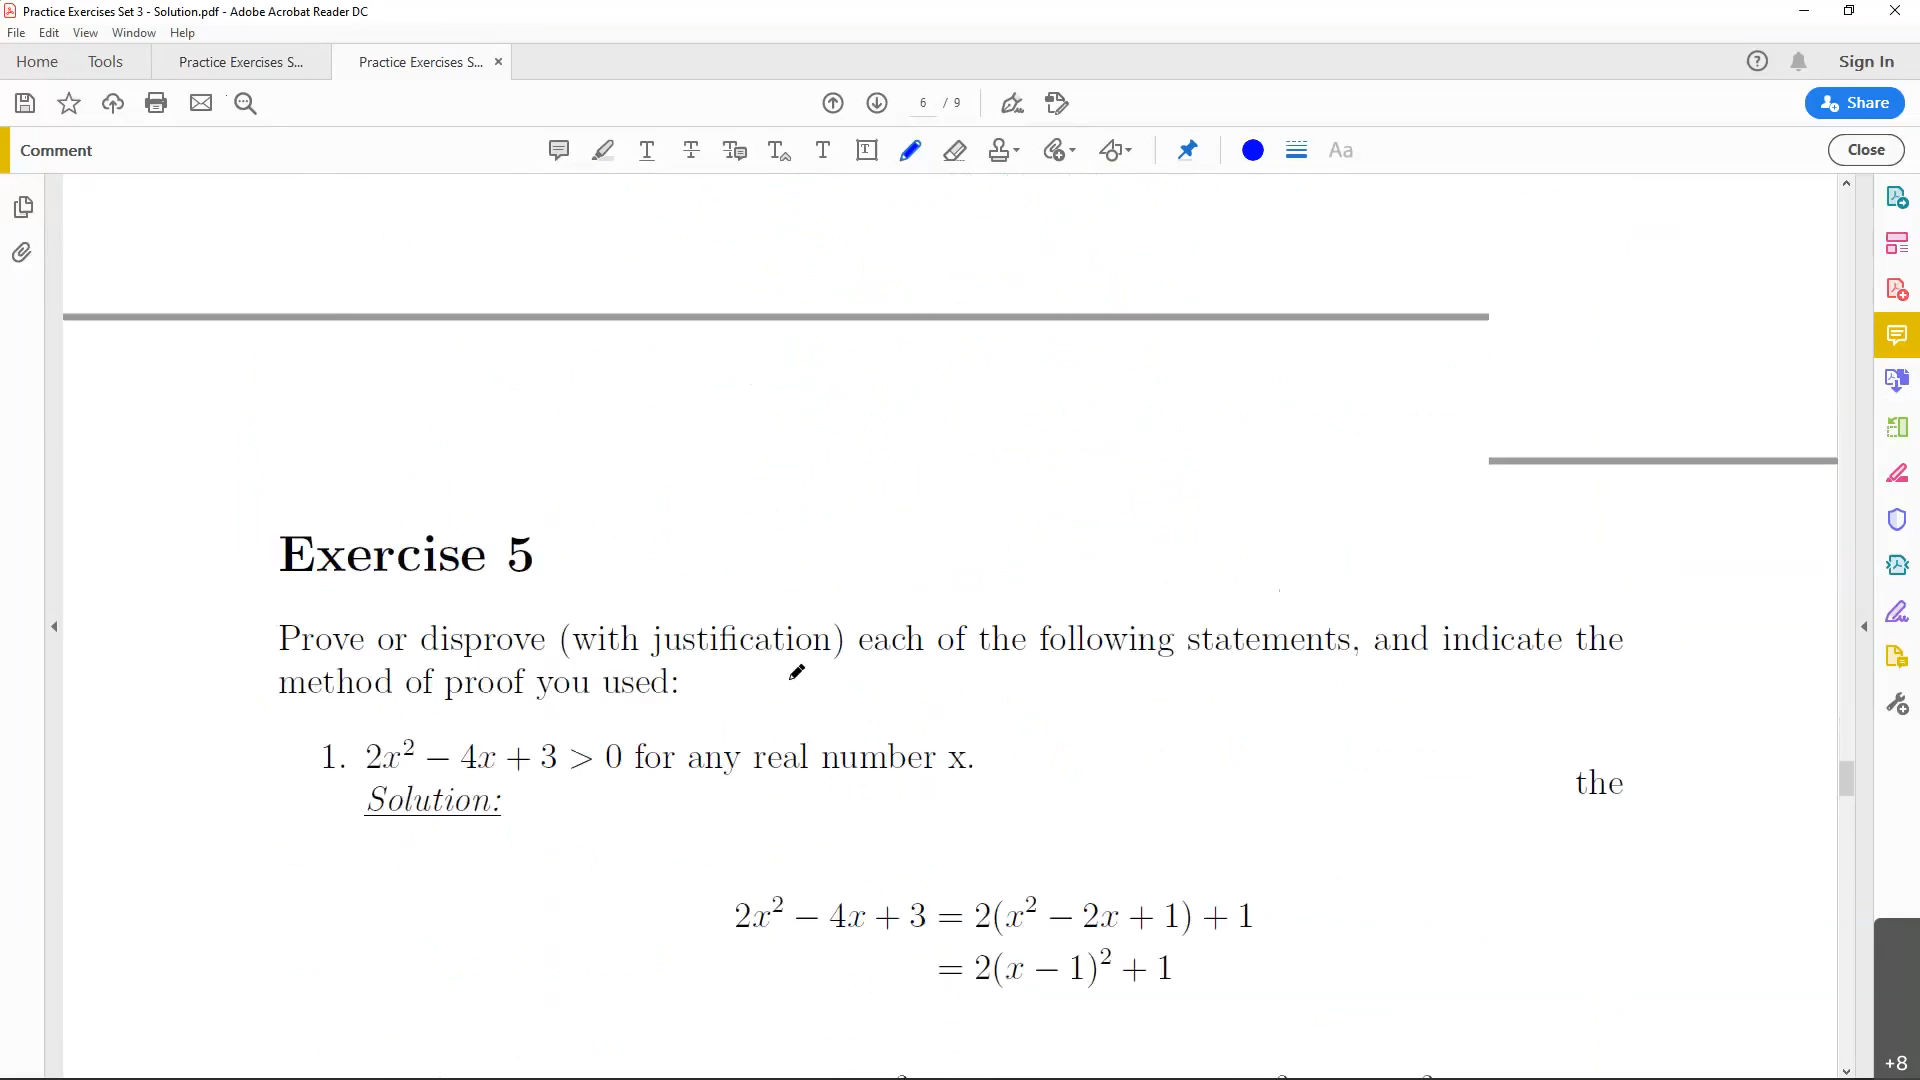 Practice Exercises Set 3 - Solution.pdf - Adobe Acrobat Reader DC
File Edit View Window Help
Home Tools Practice Exercises S... Practice Exercises S... × Sign In
6 / 9 Share
Comment Aa Close
Exercise 5
Prove or disprove (with justification) each of the following statements, and indicate the
method of proof you used:
1. 2x² − 4x + 3 > 0 for any real number x.
the
Solution:
2x² − 4x + 3 = 2(x² − 2x + 1) + 1
= 2(x − 1)² + 1
+8